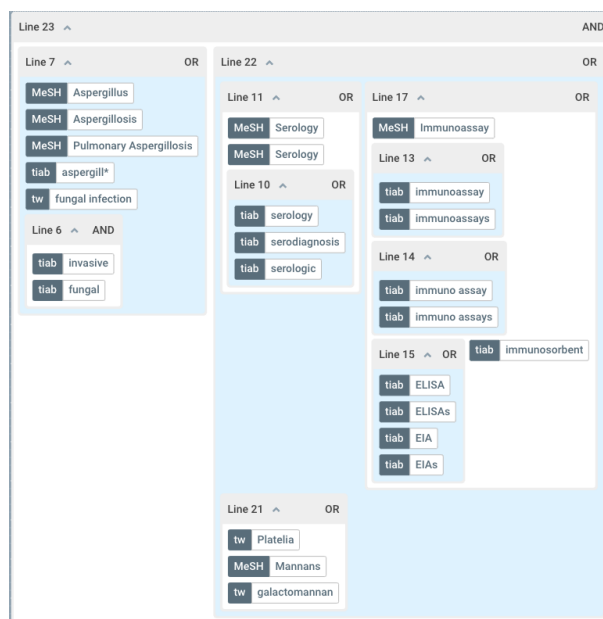 Line 23 AND
Line 7 OR
MeSH Aspergillus
MeSH Aspergillosis
MeSH Pulmonary Aspergillosis
tiab aspergill*
tw fungal infection
Line 6 AND
tiab invasive
tiab fungal
Line 22 OR
Line 11 OR
MeSH Serology
MeSH Serology
Line 10 OR
tiab serology
tiab serodiagnosis
tiab serologic
Line 17 OR
MeSH Immunoassay
Line 13 OR
tiab immunoassay
tiab immunoassays
Line 14 OR
tiab immuno assay
tiab immuno assays
Line 15 OR
tiab ELISA
tiab ELISAs
tiab EIA
tiab EIAs
tiab immunosorbent
Line 21 OR
tw Platelia
MeSH Mannans
tw galactomannan